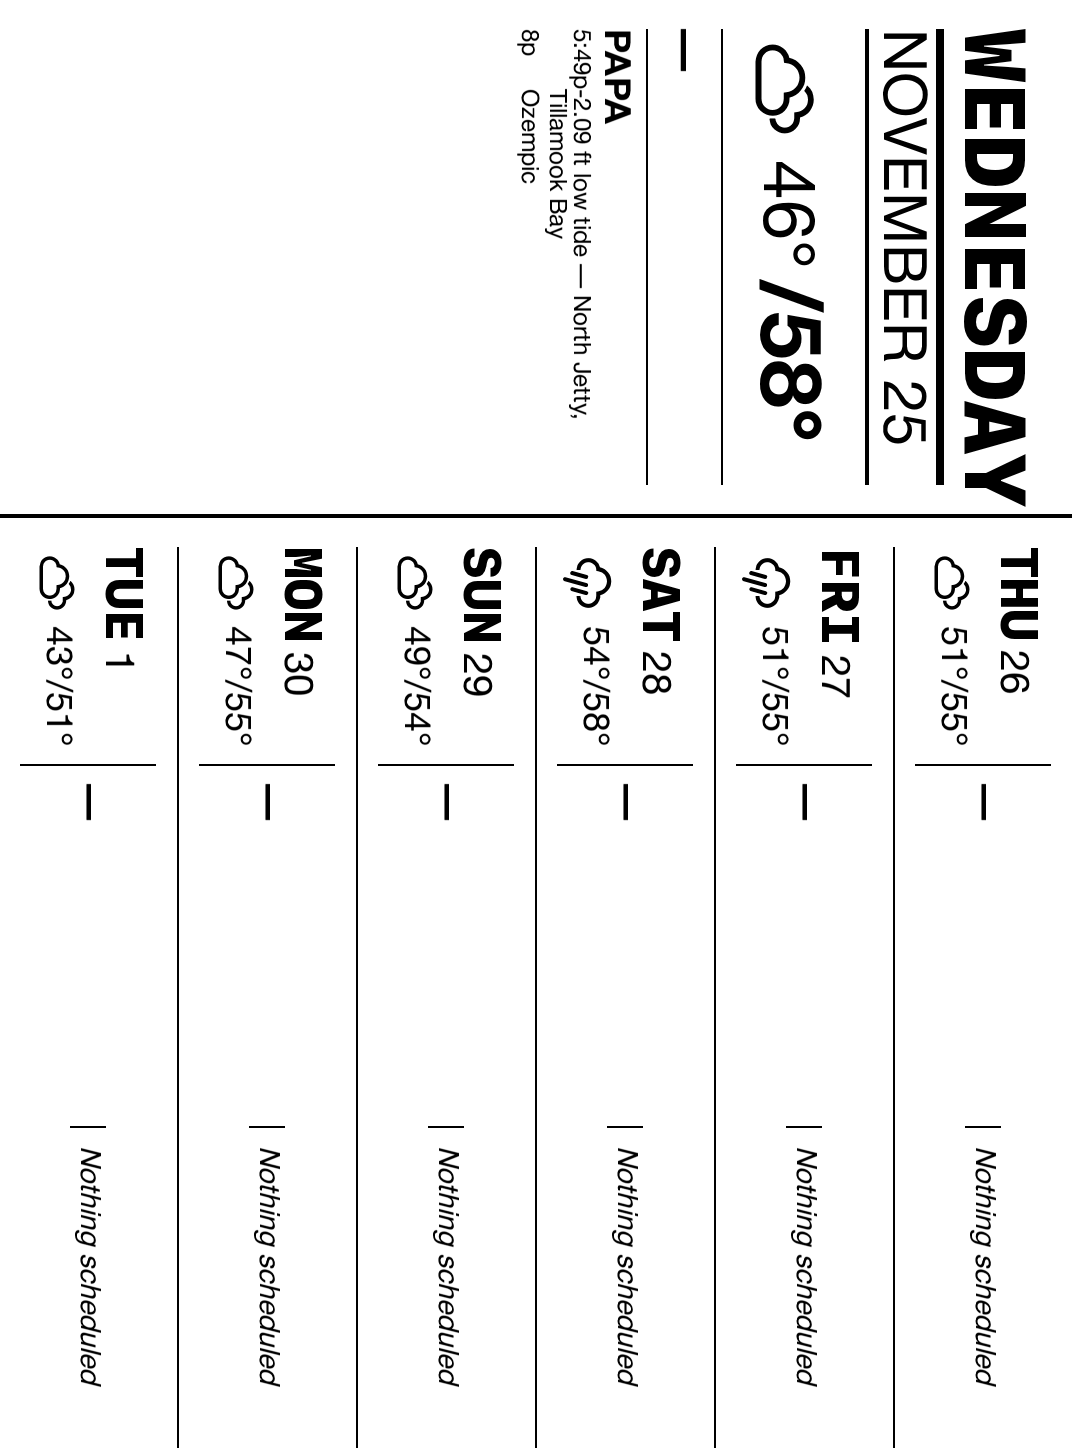 WEDNESDAY
NOVEMBER 25
46° /58°
—
PAPA
5:49p-2.09 ft low tide — North Jetty,
Tillamook Bay
8p Ozempic
THU 26
51°/55°
—
Nothing scheduled
FRI 27
51°/55°
—
Nothing scheduled
SAT 28
54°/58°
—
Nothing scheduled
SUN 29
49°/54°
—
Nothing scheduled
MON 30
47°/55°
—
Nothing scheduled
TUE 1
43°/51°
—
Nothing scheduled